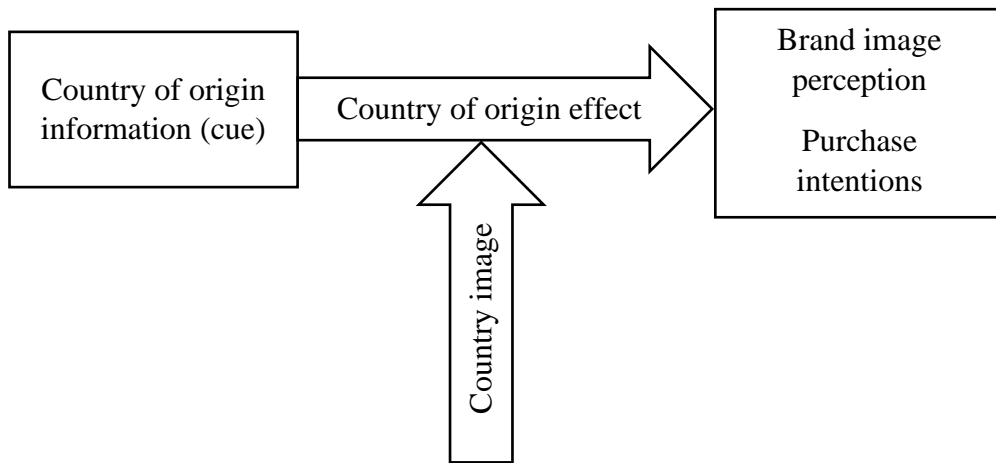 Country of origin
information (cue)
Country of origin effect
Brand image
perception
Purchase
intentions
Country image